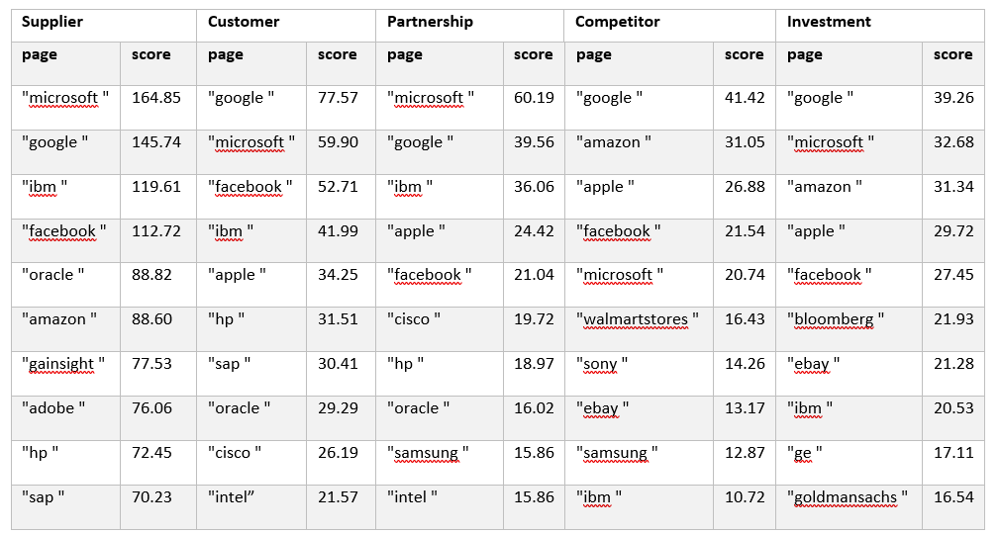 Supplier Customer Partnership Competitor Investment
page score page score page score page score page score
"microsoft " 164.85 "google " 77.57 "microsoft " 60.19 "google " 41.42 "google " 39.26
"google " 145.74 "microsoft " 59.90 "google " 39.56 "amazon " 31.05 "microsoft " 32.68
"ibm " 119.61 "facebook " 52.71 "ibm " 36.06 "apple " 26.88 "amazon " 31.34
"facebook " 112.72 "ibm " 41.99 "apple " 24.42 "facebook " 21.54 "apple " 29.72
"oracle " 88.82 "apple " 34.25 "facebook " 21.04 "microsoft " 20.74 "facebook " 27.45
"amazon " 88.60 "hp " 31.51 "cisco " 19.72 "walmartstores " 16.43 "bloomberg " 21.93
"gainsight " 77.53 "sap " 30.41 "hp " 18.97 "sony " 14.26 "ebay " 21.28
"adobe " 76.06 "oracle " 29.29 "oracle " 16.02 "ebay " 13.17 "ibm " 20.53
"hp " 72.45 "cisco " 26.19 "samsung " 15.86 "samsung " 12.87 "ge " 17.11
"sap " 70.23 "intel” 21.57 "intel " 15.86 "ibm " 10.72 "goldmansachs " 16.54